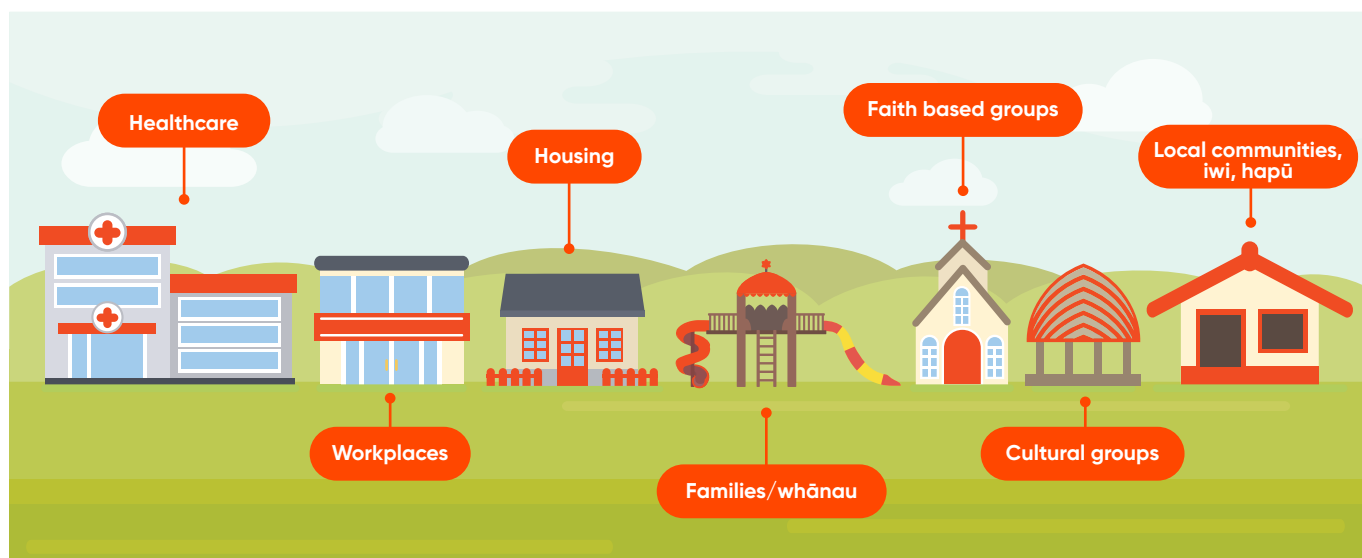 Healthcare
Workplaces
Housing
Families/whānau
Faith based groups
Cultural groups
Local communities,
iwi, hapū